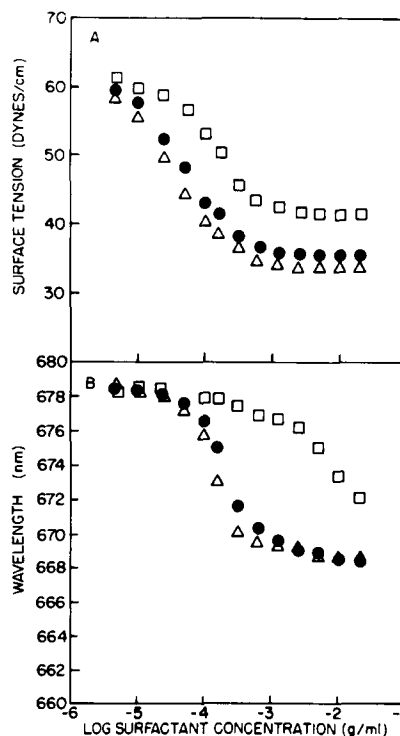 70
A
60
50
40
30
SURFACE TENSION (DYNES/cm)
680
B
678
676
674
672
670
668
666
664
662
660
WAVELENGTH (nm)
-6 -5 -4 -3 -2 -1
LOG SURFACTANT CONCENTRATION (g/ml)